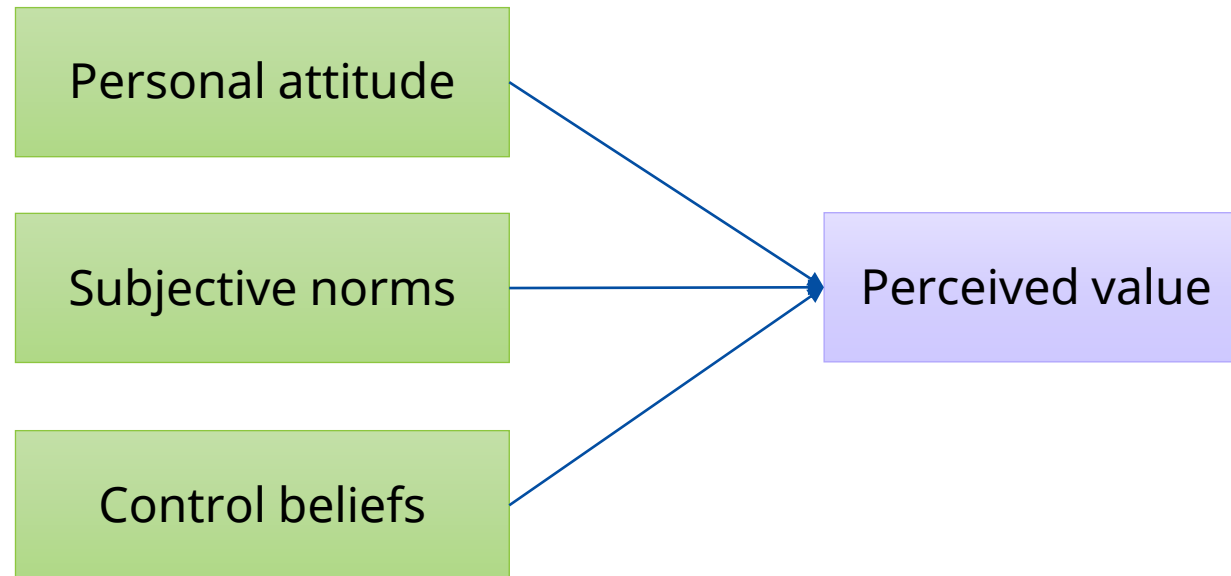 Personal attitude
Subjective norms
Perceived value
Control beliefs